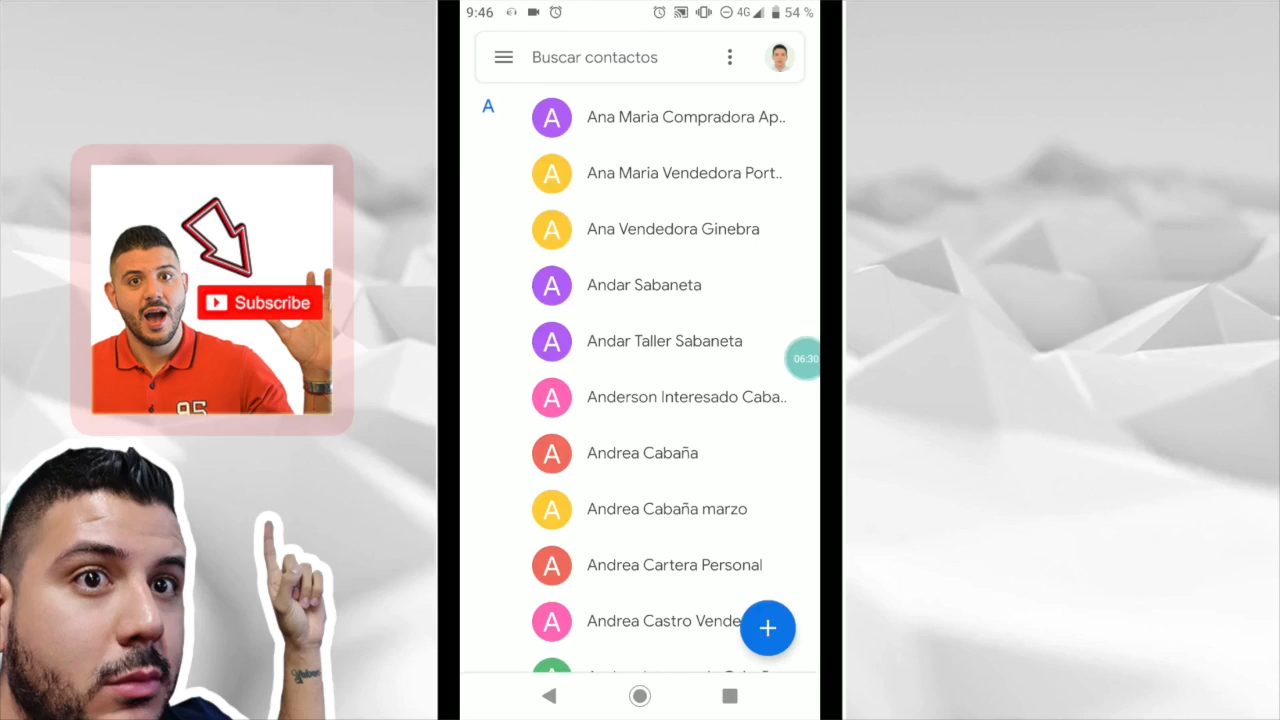 9:46
4G
54 %
Buscar contactos
A
A Ana Maria Compradora Ap..
A Ana Maria Vendedora Port..
A Ana Vendedora Ginebra
A Andar Sabaneta
A Andar Taller Sabaneta
06:30
A Anderson Interesado Caba..
A Andrea Cabaña
A Andrea Cabaña marzo
A Andrea Cartera Personal
A Andrea Castro Vende
Subscribe
95